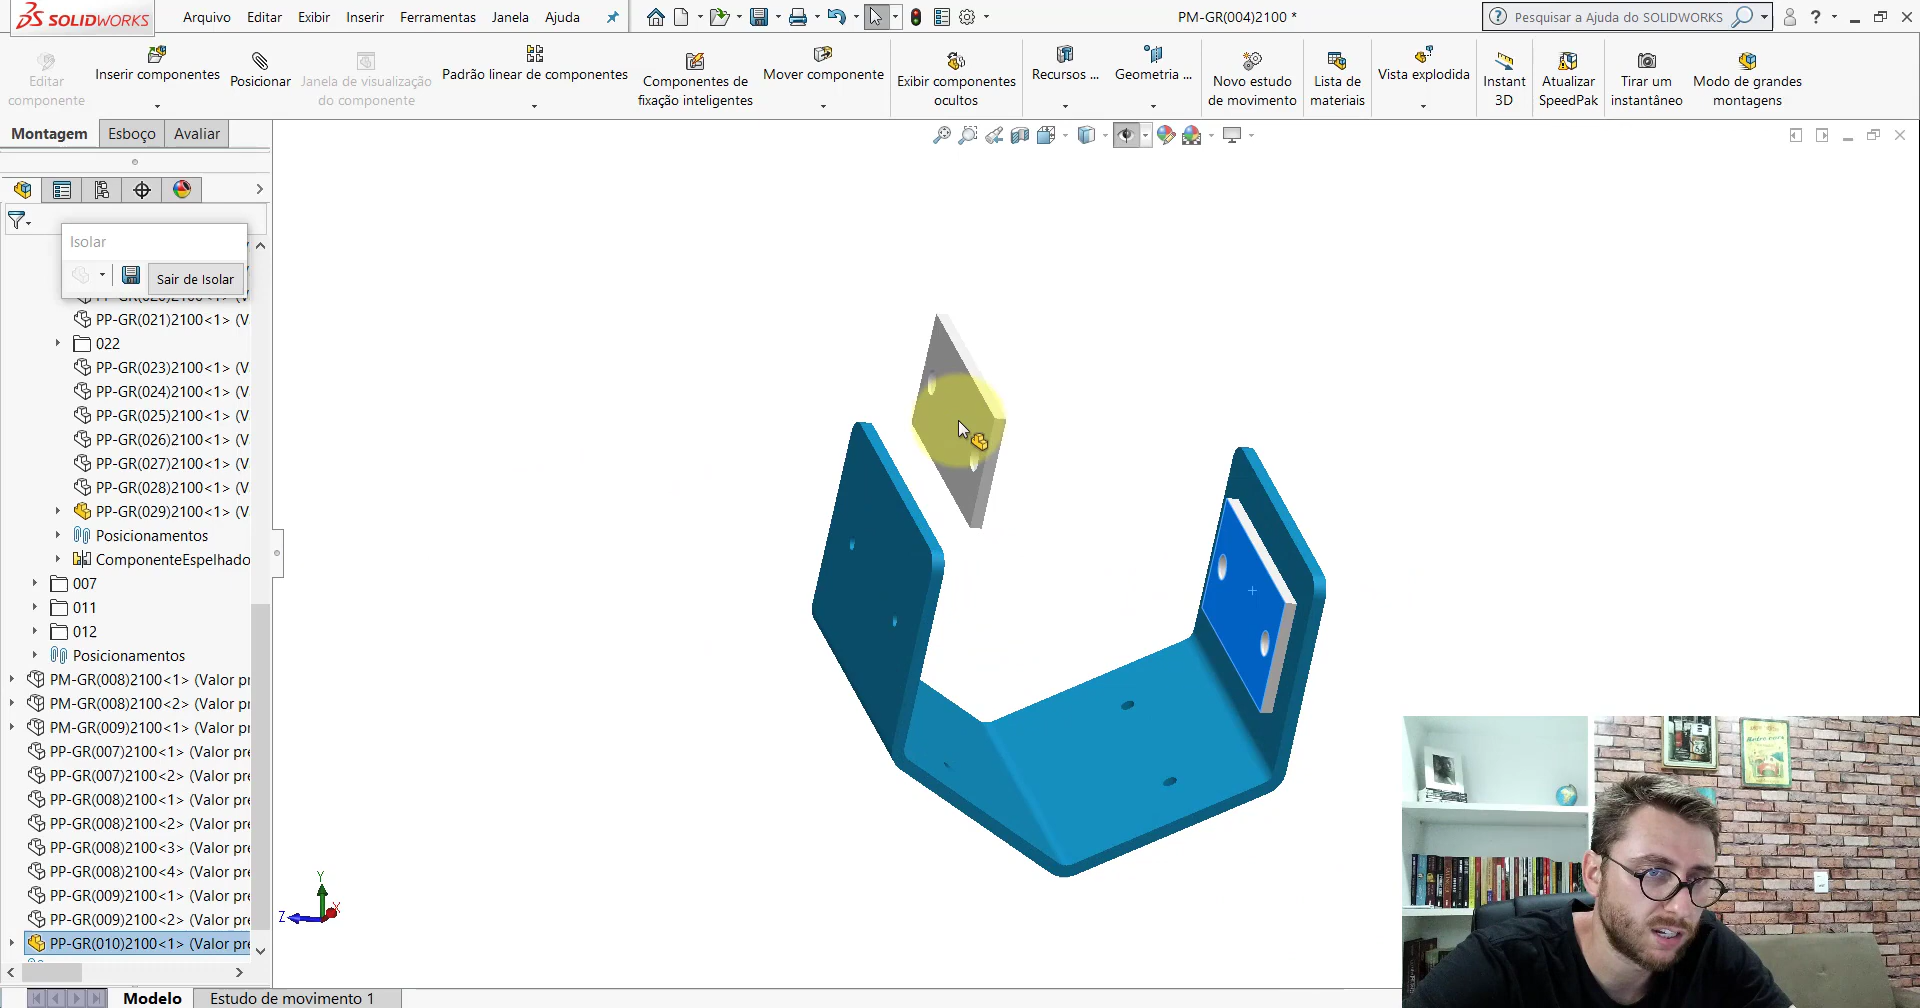 SOLIDWORKS
Arquivo Editar Exibir Inserir Ferramentas Janela Ajuda
PM-GR(004)2100 *
Pesquisar a Ajuda do SOLIDWORKS
Editar componente
Inserir componentes
Posicionar
Janela de visualização do componente
Padrão linear de componentes
Componentes de fixação inteligentes
Mover componente
Exibir componentes ocultos
Recursos ...
Geometria ...
Novo estudo de movimento
Lista de materiais
Vista explodida
Instant 3D
Atualizar SpeedPak
Tirar um instantâneo
Modo de grandes montagens
Montagem Esboço Avaliar
Isolar
Sair de Isolar
PP-GR(021)2100<1> (V
022
PP-GR(023)2100<1> (V
PP-GR(024)2100<1> (V
PP-GR(025)2100<1> (V
PP-GR(026)2100<1> (V
PP-GR(027)2100<1> (V
PP-GR(028)2100<1> (V
PP-GR(029)2100<1> (V
Posicionamentos
ComponenteEspelhado
007
011
012
Posicionamentos
PM-GR(008)2100<1> (Valor pr
PM-GR(008)2100<2> (Valor pr
PM-GR(009)2100<1> (Valor pr
PP-GR(007)2100<1> (Valor pre
PP-GR(007)2100<2> (Valor pre
PP-GR(008)2100<1> (Valor pre
PP-GR(008)2100<2> (Valor pre
PP-GR(008)2100<3> (Valor pre
PP-GR(008)2100<4> (Valor pre
PP-GR(009)2100<1> (Valor pre
PP-GR(009)2100<2> (Valor pre
PP-GR(010)2100<1> (Valor pre
Y
Z
X
Modelo Estudo de movimento 1